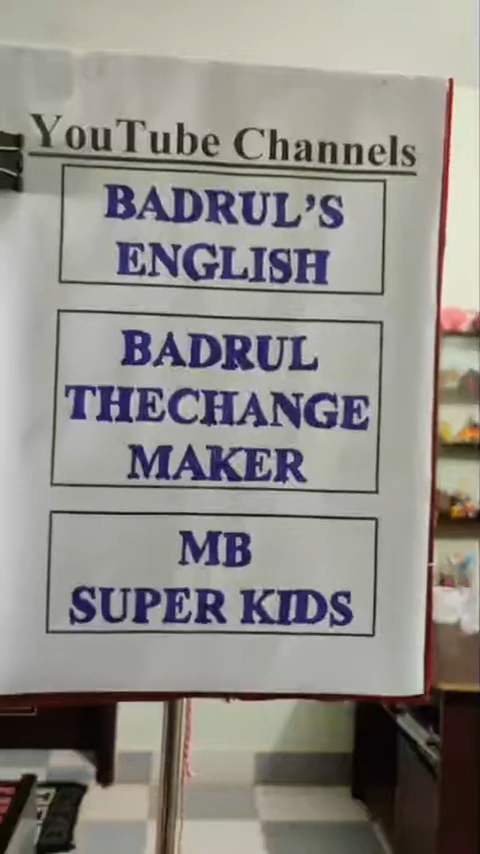 YouTube Channels
BADRUL'S
ENGLISH
BADRUL
THECHANGE
MAKER
MB
SUPER KIDS